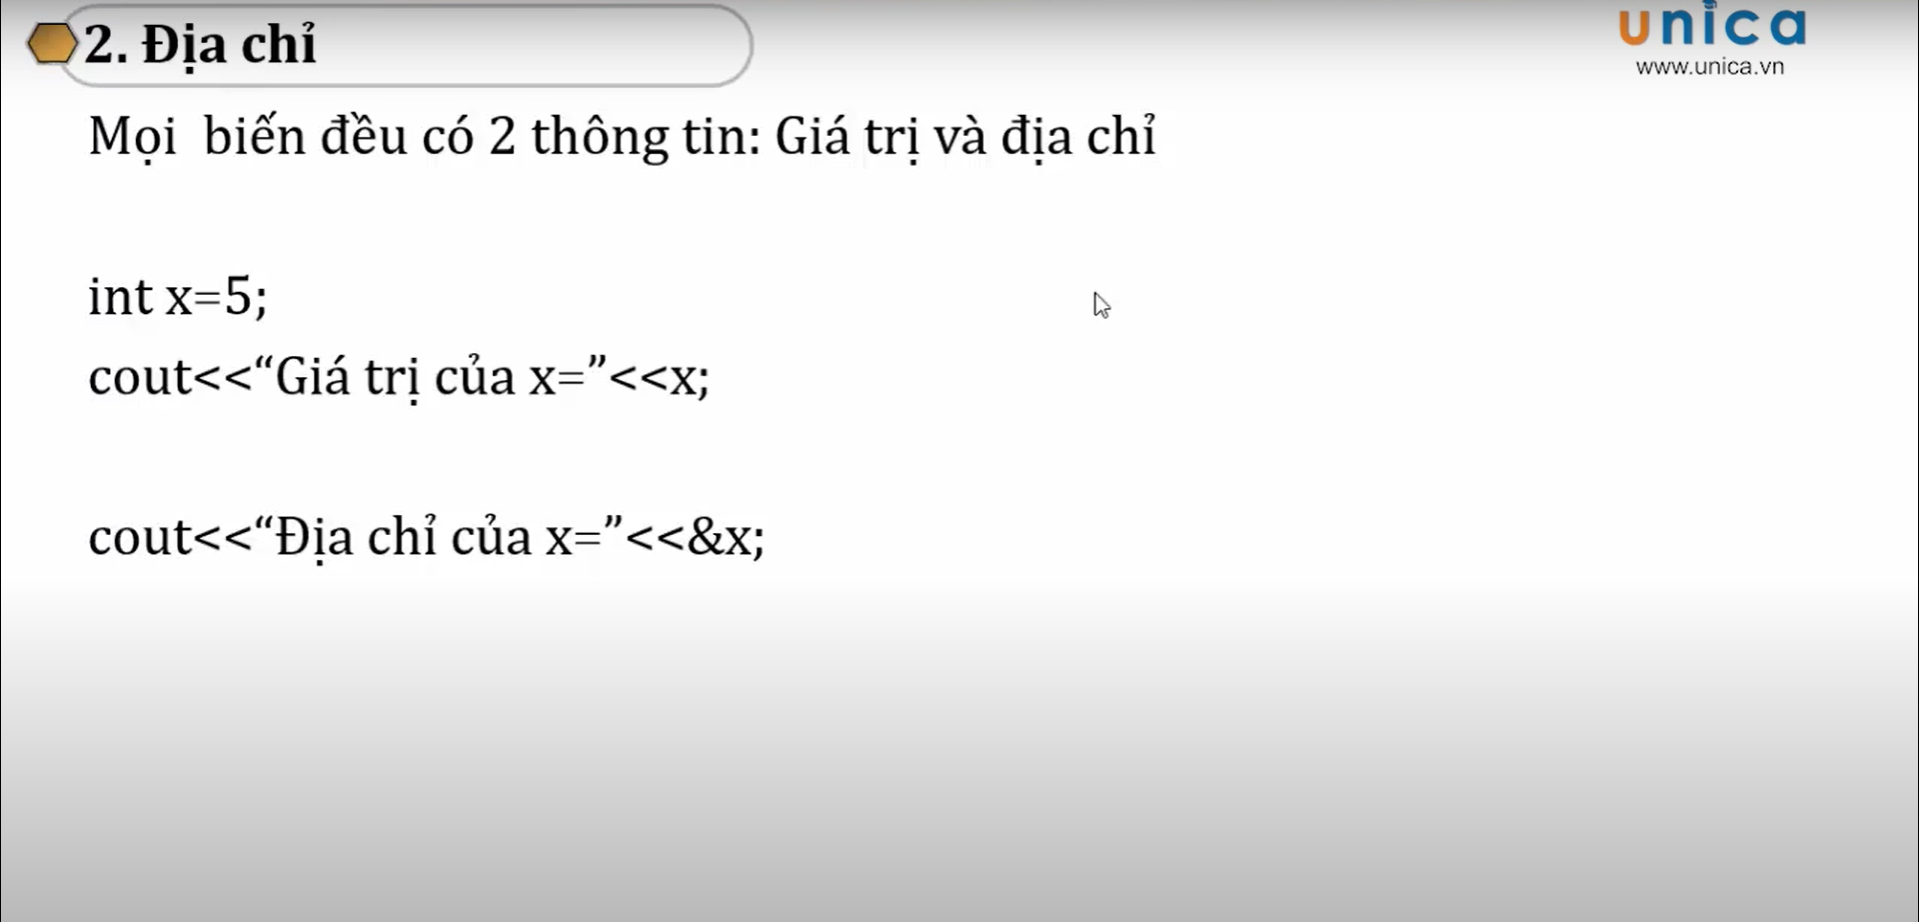 2. Địa chỉ
unica
www.unica.vn
Mọi biến đều có 2 thông tin: Giá trị và địa chỉ
int x=5;
cout<<“Giá trị của x=”<<x;
cout<<“Địa chỉ của x=”<<&x;